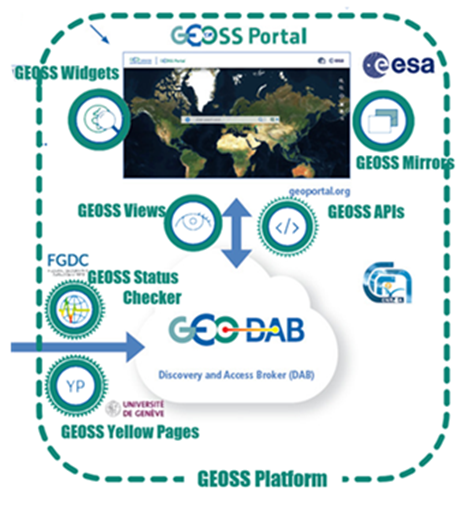 GEOSS Portal
GEOSS Widgets
esa
GEOSS Mirrors
geoportal.org
GEOSS Views
GEOSS APIs
</>
FGDC
GEOSS Status
Checker
GEO DAB
Discovery and Access Broker (DAB)
YP
UNIVERSITÉ
DE GENÈVE
GEOSS Yellow Pages
GEOSS Platform